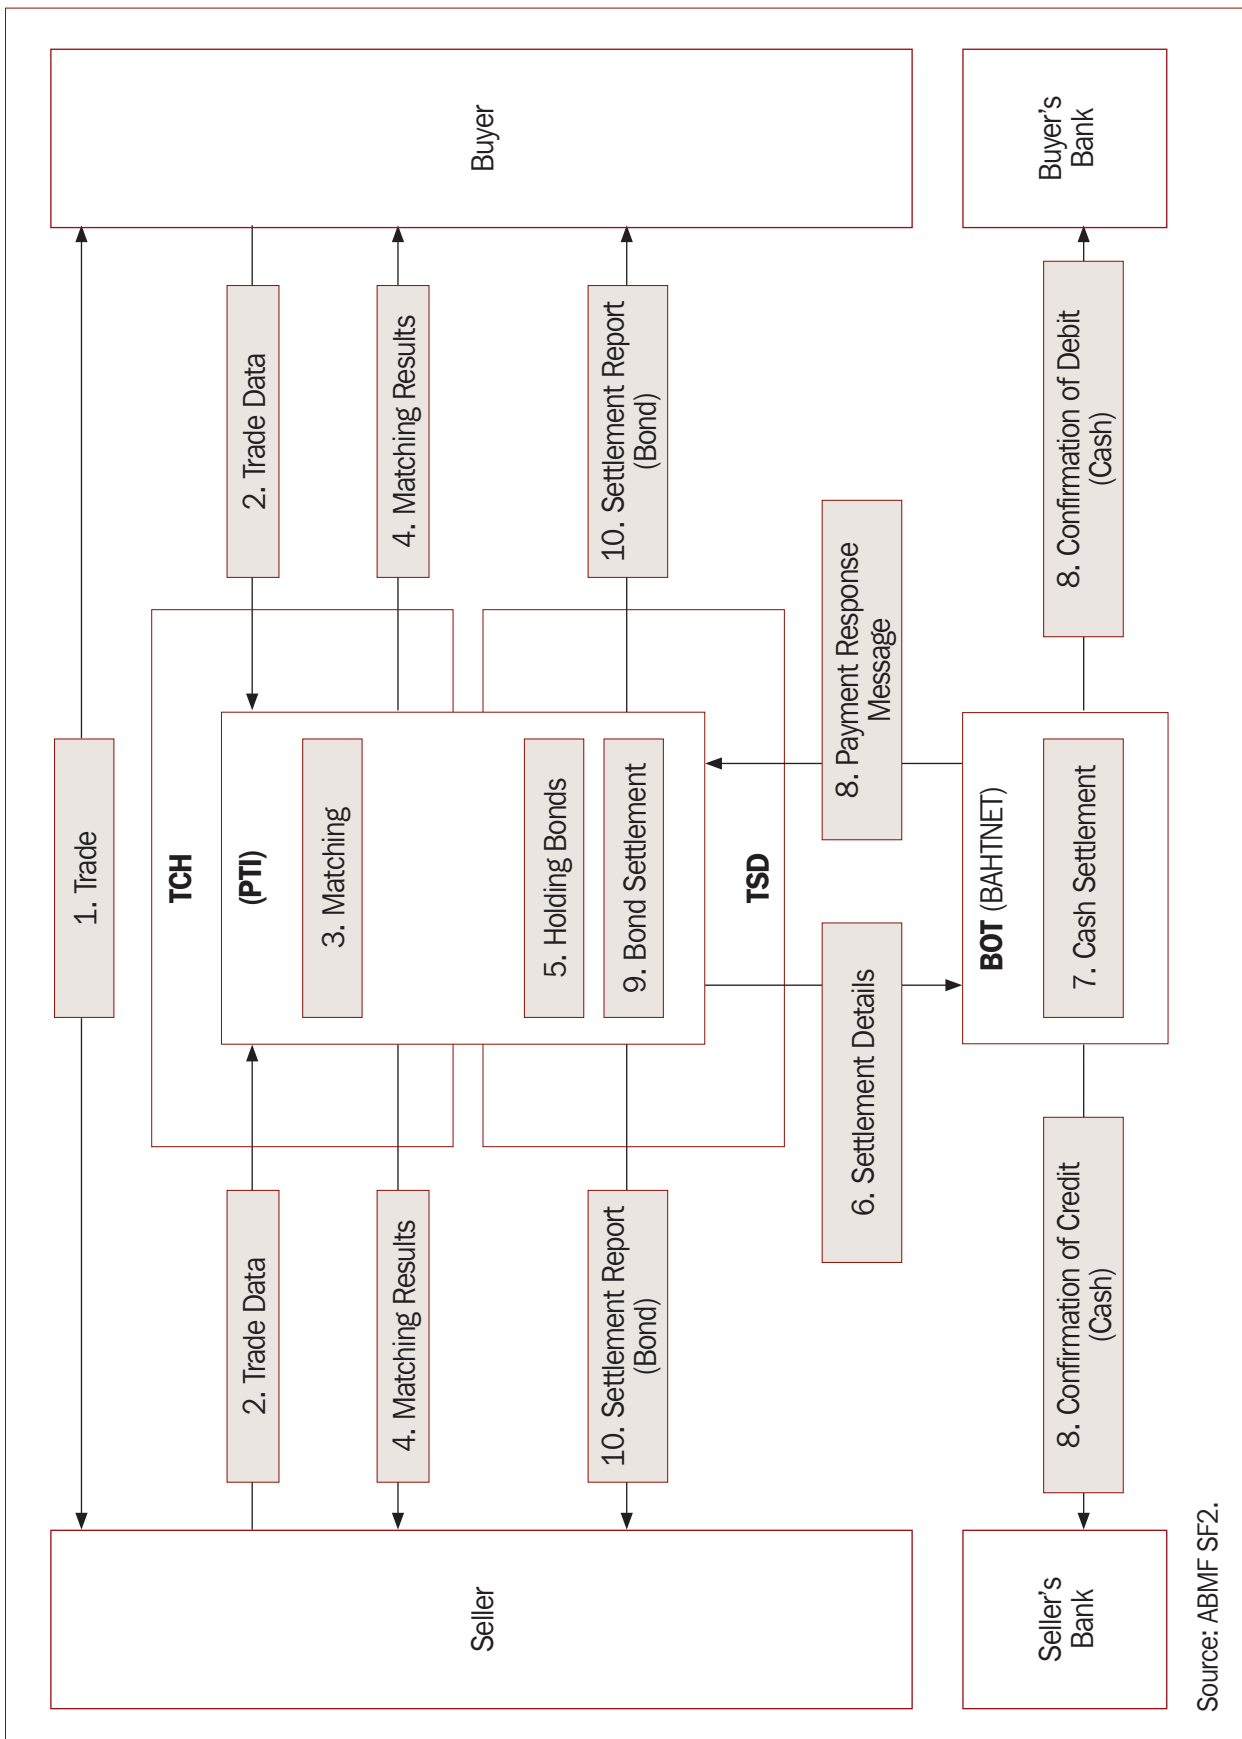 1. Trade
TCH
(PTI)
2. Trade Data
2. Trade Data
3. Matching
4. Matching Results
4. Matching Results
Seller
Buyer
5. Holding Bonds
10. Settlement Report
(Bond)
9. Bond Settlement
10. Settlement Report
(Bond)
TSD
6. Settlement Details
8. Payment Response
Message
BOT (BAHTNET)
Seller's
Bank
8. Confirmation of Credit
(Cash)
7. Cash Settlement
8. Confirmation of Debit
(Cash)
Buyer's
Bank
Source: ABMF SF2.